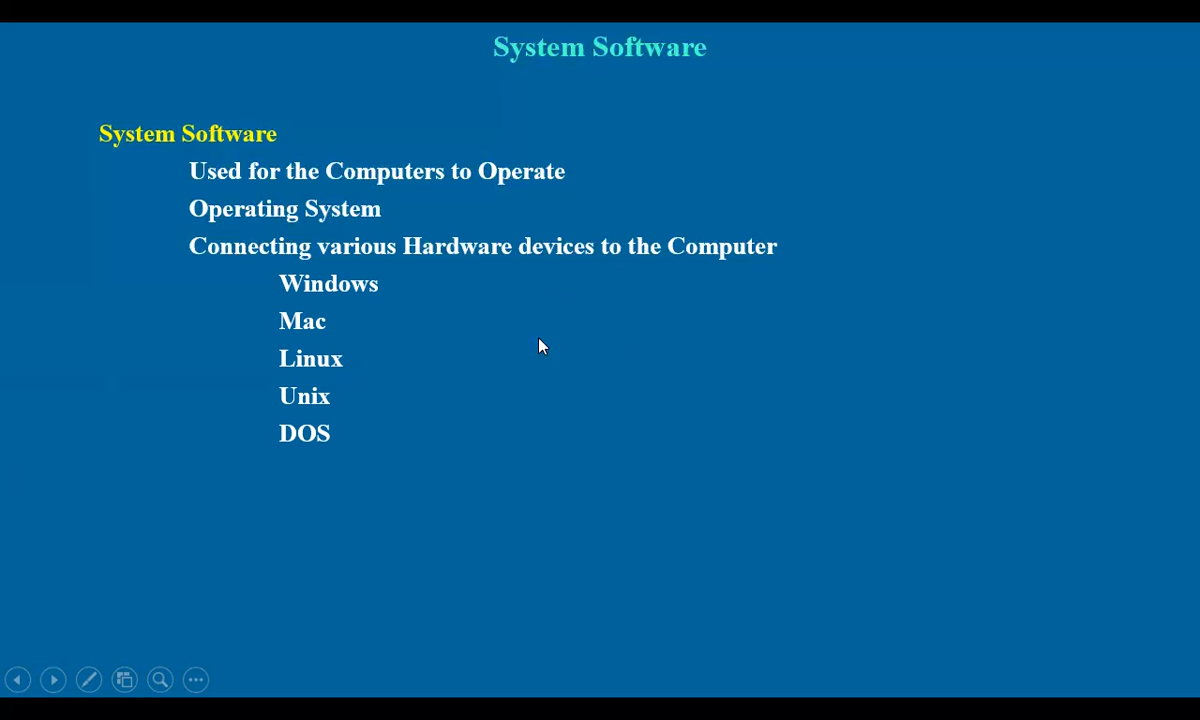 System Software
System Software
Used for the Computers to Operate
Operating System
Connecting various Hardware devices to the Computer
Windows
Mac
Linux
Unix
DOS